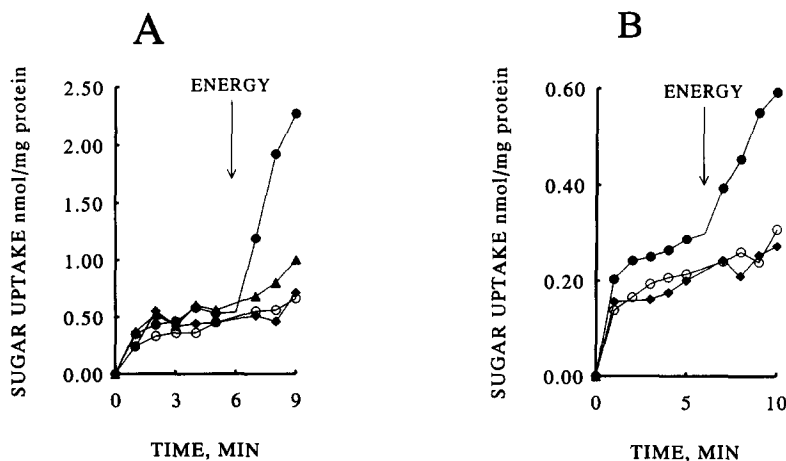 A
ENERGY
SUGAR UPTAKE nmol/mg protein
2.50
2.00
1.50
1.00
0.50
0.00
0 3 6 9
TIME, MIN
B
ENERGY
SUGAR UPTAKE nmol/mg protein
0.60
0.40
0.20
0.00
0 5 10
TIME, MIN